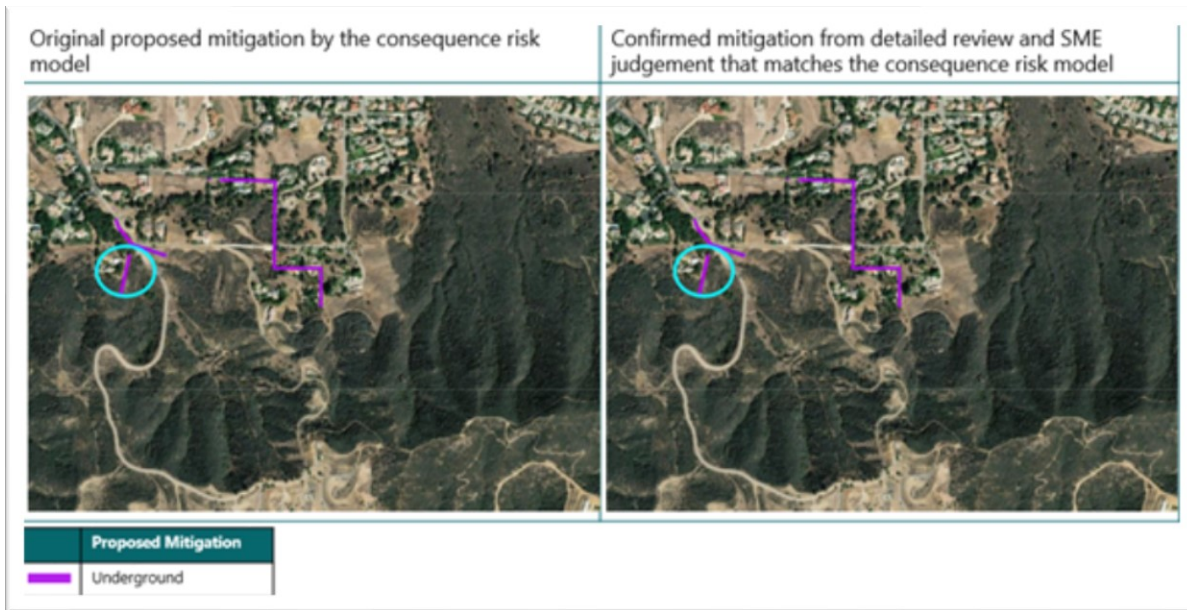 Original proposed mitigation by the consequence risk
model
Confirmed mitigation from detailed review and SME
judgement that matches the consequence risk model
Proposed Mitigation
Underground